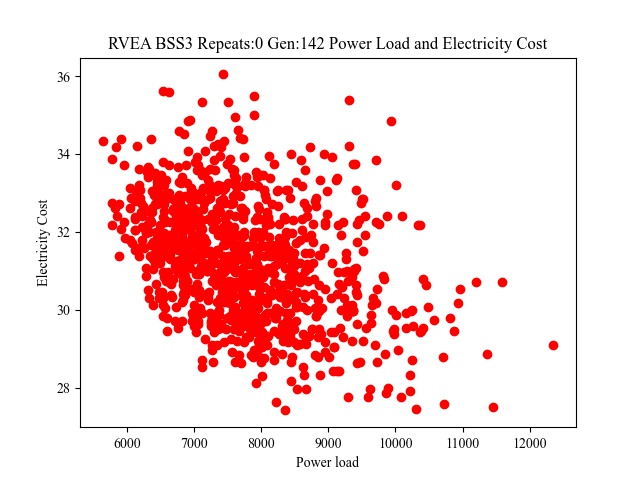 RVEA BSS3 Repeats:0 Gen:142 Power Load and Electricity Cost
36
34
32
30
28
Electricity Cost
6000 7000 8000 9000 10000 11000 12000
Power load